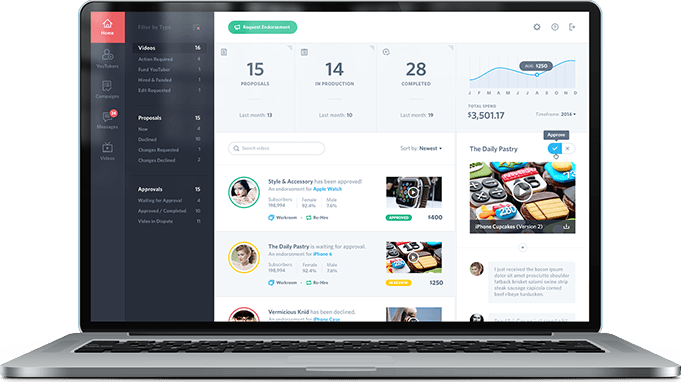 Home
YouTubers
Campaigns
Messages
Videos
Filter by Type
Videos 16
Action Required 4
Fund YouTuber 4
Hired & Funded 1
Edit Requested 1
Proposals 15
New 4
Declined 10
Changes Requested 1
Changes Declined 2
Approvals 15
Waiting for Approval 4
Approved / Completed 10
Video in Dispute 1
Request Endorsement
15
PROPOSALS
Last month: 13
14
IN PRODUCTION
Last month: 10
28
COMPLETED
Last month: 19
AUG $250
J F M A M J J A S O N D
TOTAL SPEND
$3,501.17
Timeframe: 2014
Search videos
Sort by: Newest
Style & Accessory has been approved!
An endorsement for Apple Watch
Subscribers Female Male
198,994 92.4% 7.6%
Workroom Re-Hire
APPROVED $400
The Daily Pastry is waiting for approval.
An endorsement for iPhone 6
Subscribers Female Male
198,994 92.4% 7.6%
Workroom Re-Hire
IN REVIEW $250
Vermicious Knid has been declined.
An endorsement for iPhone Case
Approve
The Daily Pastry
iPhone Cupcakes (Version 2)
I just received the bacon ipsum
dolor sit amet prosciutto shoulder
fatback brisket salami swine strip
steak sausage capicola corned
beef ribeye turducken.